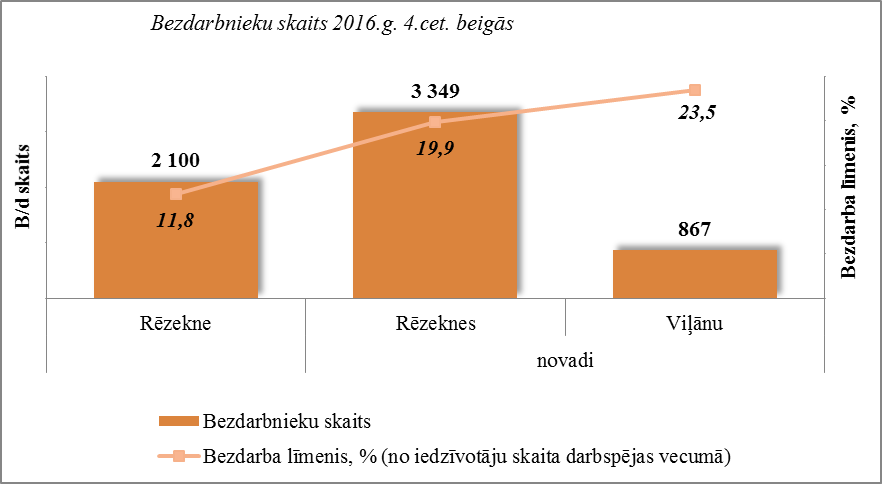 Bezdarbnieku skaits 2016.g. 4.cet. beigās
B/d skaits
2 100
3 349
867
11,8
19,9
23,5
Bezdarba līmenis, %
Rēzekne
Rēzeknes
Viļānu
novadi
Bezdarbnieku skaits
Bezdarba līmenis, % (no iedzīvotāju skaita darbspējas vecumā)